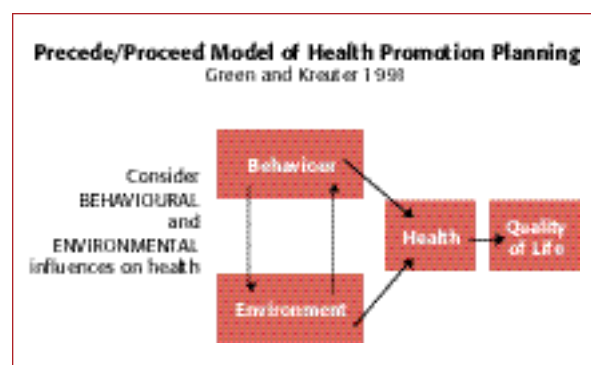 Precede/Proceed Model of Health Promotion Planning
Green and Kreuter 1991
Consider
BEHAVIOURAL
and
ENVIRONMENTAL
influences on health
Behaviour
Environment
Health
Quality
of Life